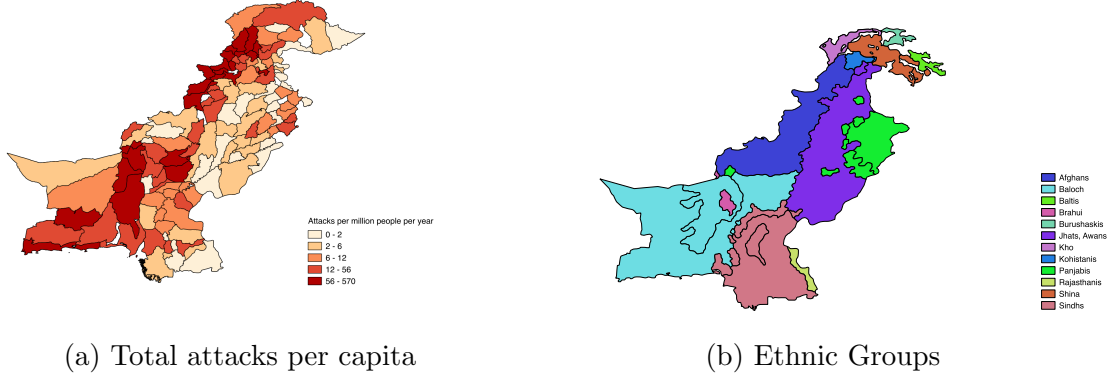 Attacks per million people per year
0 - 2
2 - 6
6 - 12
12 - 56
56 - 570
(a) Total attacks per capita
Afghans
Baloch
Baltis
Brahui
Burushaskis
Jhats, Awans
Kho
Kohistanis
Panjabis
Rajasthanis
Shina
Sindhs
(b) Ethnic Groups